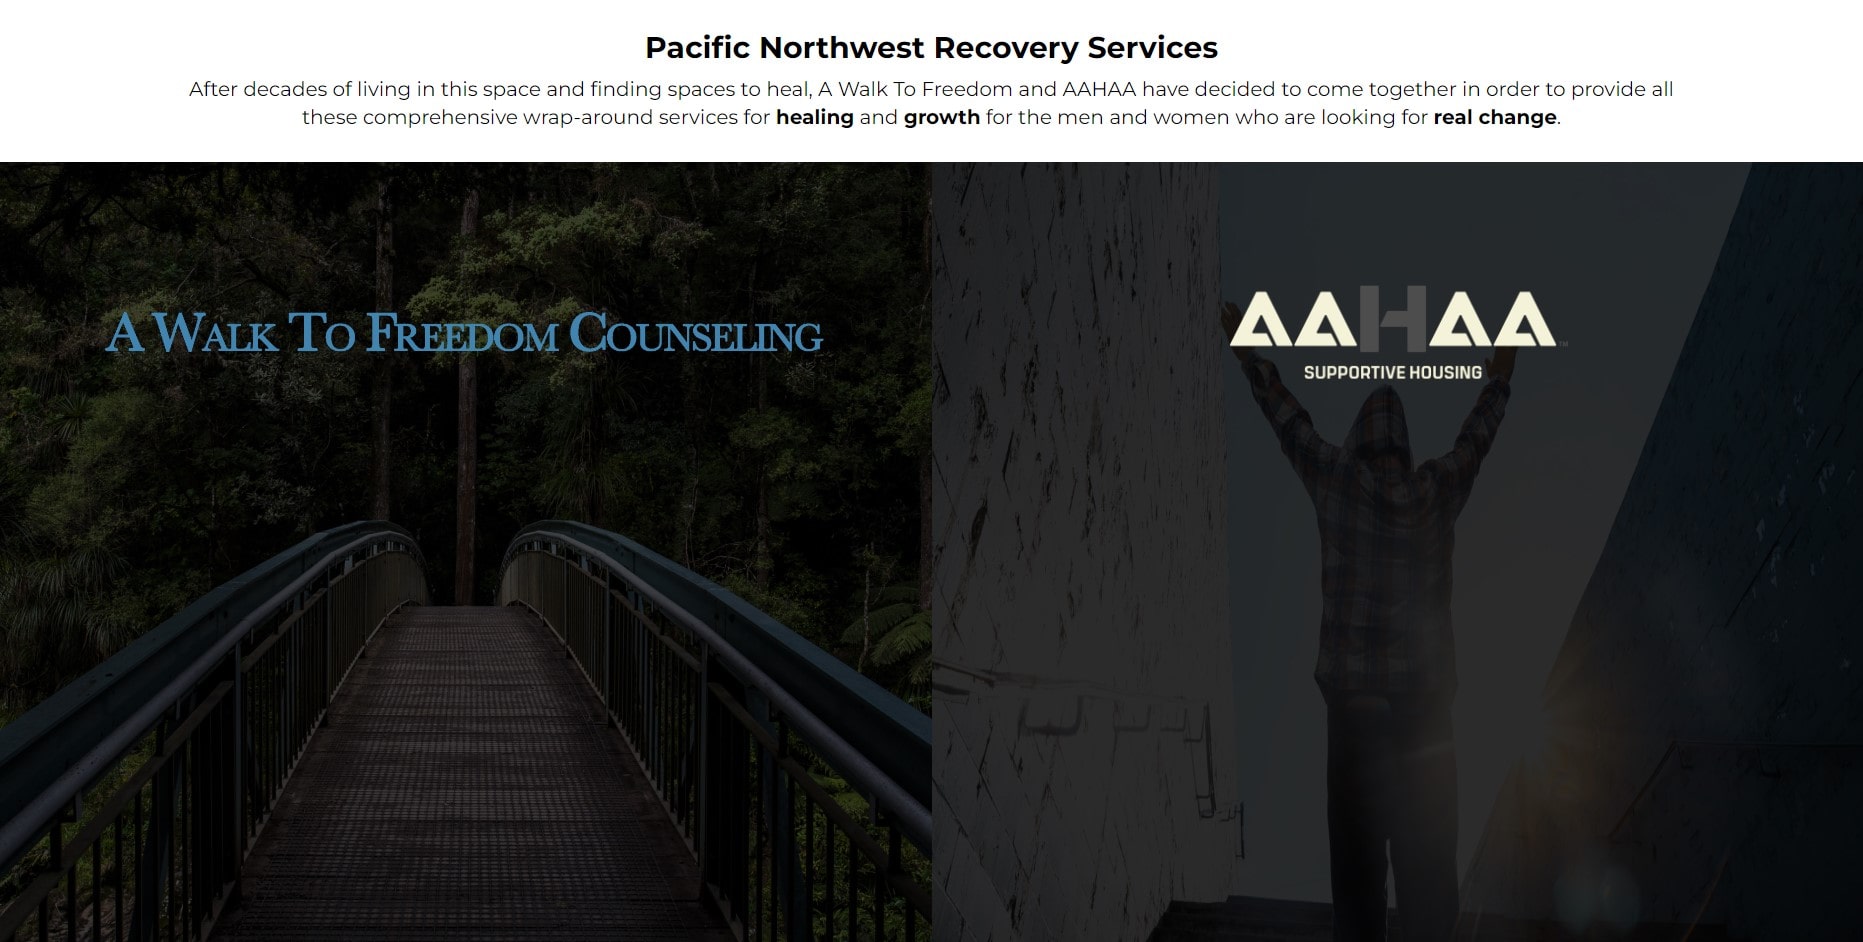 Pacific Northwest Recovery Services
After decades of living in this space and finding spaces to heal, A Walk To Freedom and AAHAA have decided to come together in order to provide all
these comprehensive wrap-around services for healing and growth for the men and women who are looking for real change.
A WALK TO FREEDOM COUNSELING
AAHAA™
SUPPORTIVE HOUSING